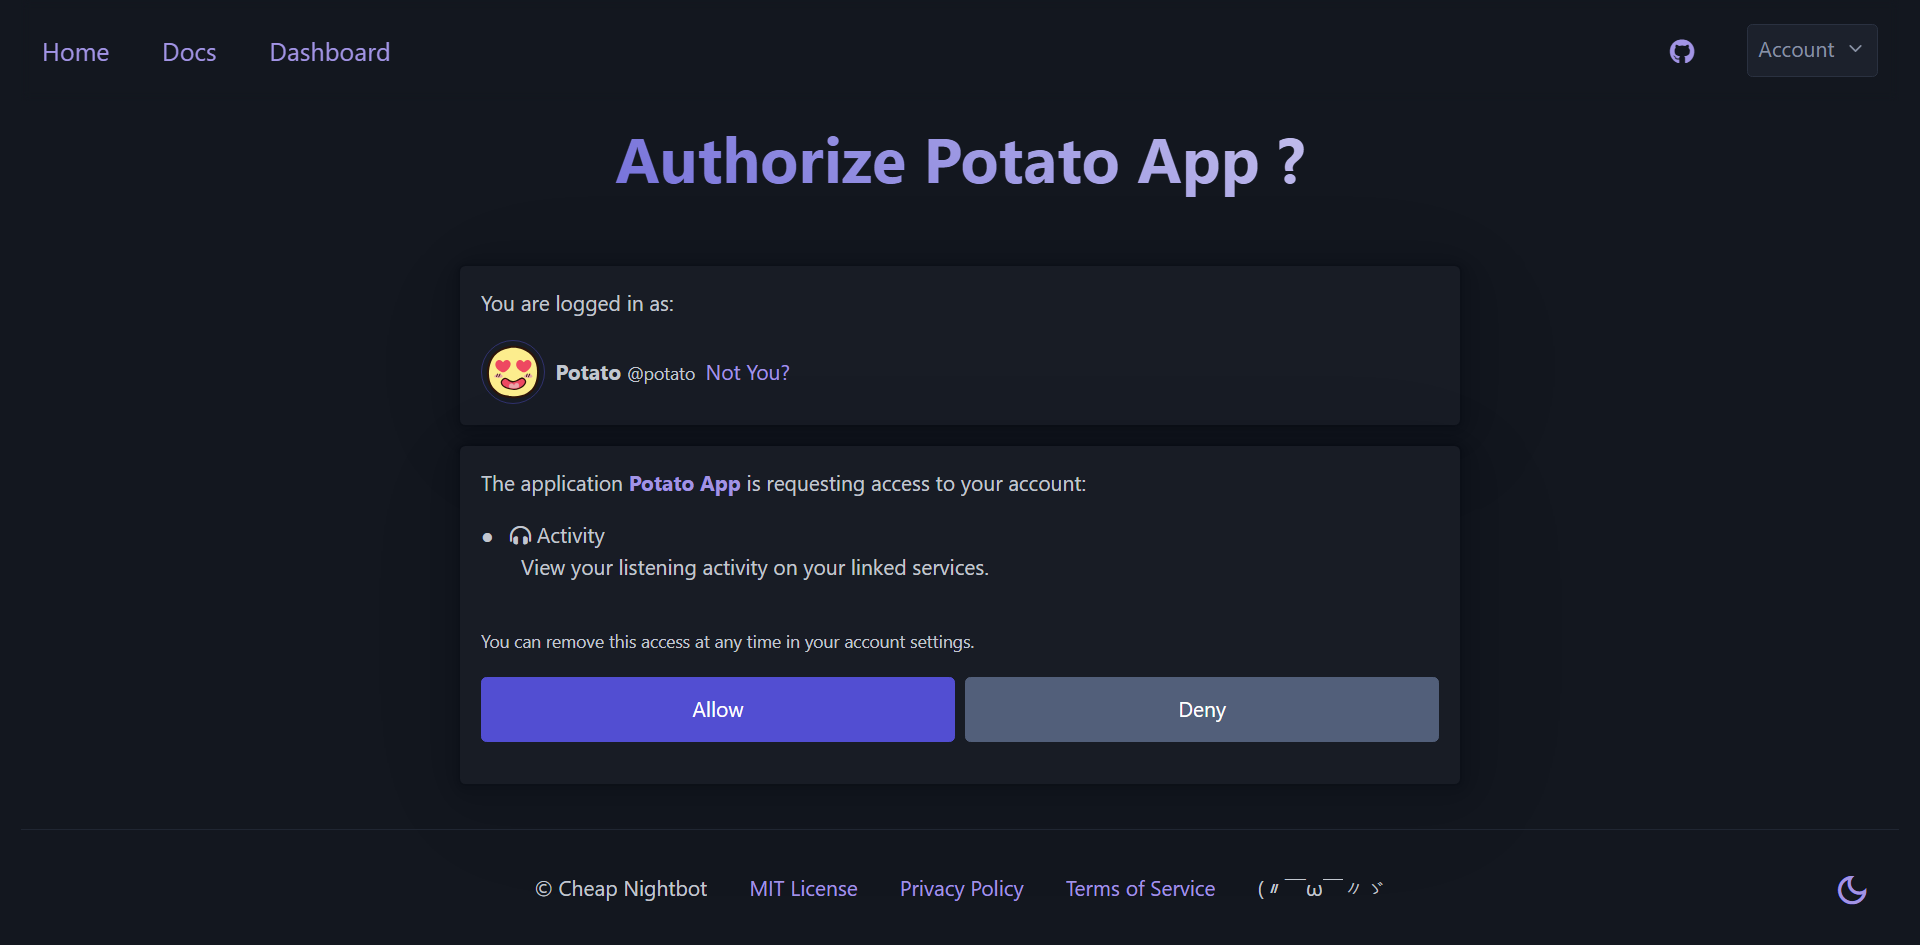 Home Docs Dashboard Account
Authorize Potato App ?
You are logged in as:
Potato @potato Not You?
The application Potato App is requesting access to your account:
● 🎧 Activity
View your listening activity on your linked services.
You can remove this access at any time in your account settings.
Allow Deny
© Cheap Nightbot MIT License Privacy Policy Terms of Service (〃￣ω￣〃ゞ